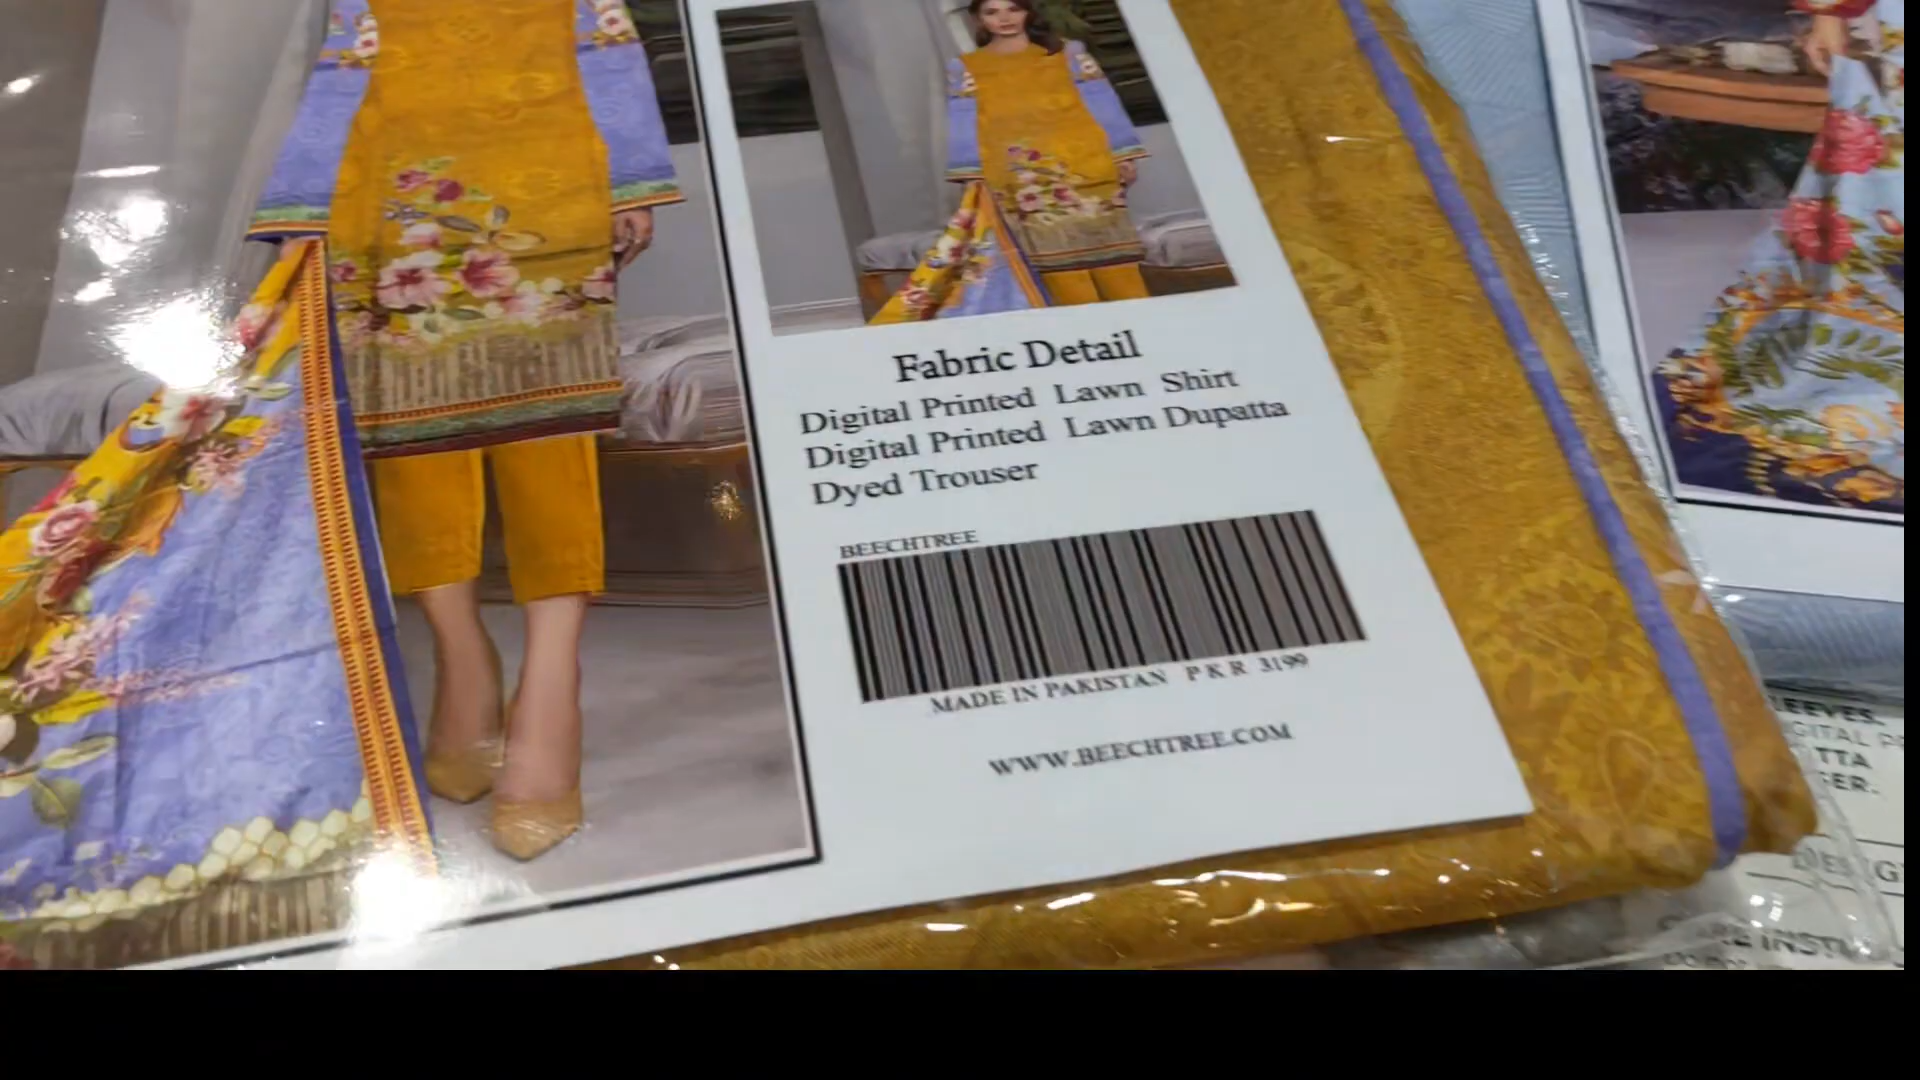 Fabric Detail
Digital Printed Lawn Shirt
Digital Printed Lawn Dupatta
Dyed Trouser
BEECHTREE
MADE IN PAKISTAN PKR 3199
WWW.BEECHTREE.COM
TTA